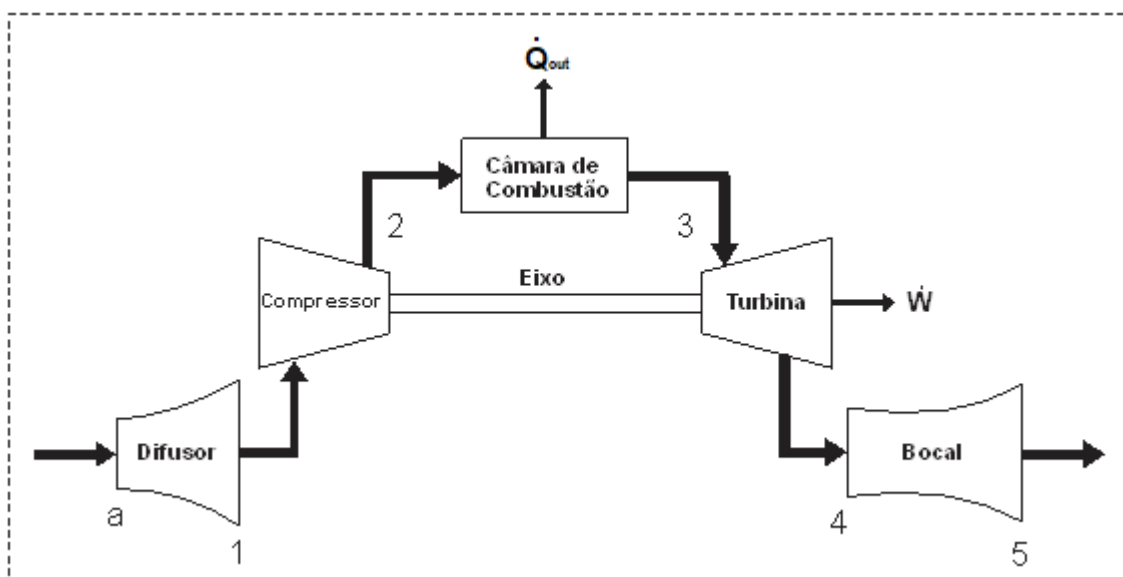 Q̇out
Câmara de
Combustão
2
3
Eixo
Compressor
Turbina
Ẇ
Difusor
Bocal
a
1
4
5